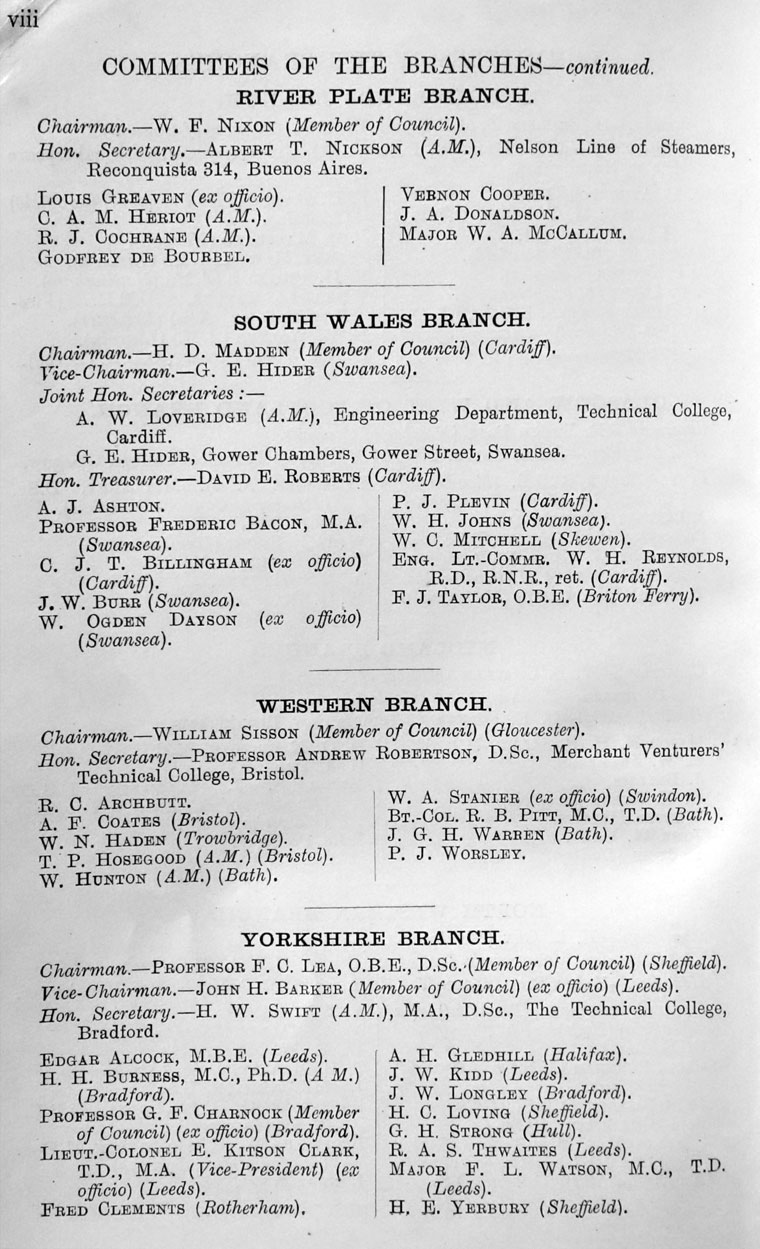 viii
COMMITTEES OF THE BRANCHES—continued.
RIVER PLATE BRANCH.
Chairman.—W. F. NIXON (Member of Council).
Hon. Secretary.—ALBERT T. NICKSON (A.M.), Nelson Line of Steamers,
Reconquista 314, Buenos Aires.
LOUIS GREAVEN (ex officio).
C. A. M. HERIOT (A.M.).
R. J. COCHRANE (A.M.).
GODFREY DE BOURBEL.
VERNON COOPER.
J. A. DONALDSON.
MAJOR W. A. MCCALLUM.
SOUTH WALES BRANCH.
Chairman.—H. D. MADDEN (Member of Council) (Cardiff).
Vice-Chairman.—G. E. HIDER (Swansea).
Joint Hon. Secretaries :—
A. W. LOVERIDGE (A.M.), Engineering Department, Technical College,
Cardiff.
G. E. HIDER, Gower Chambers, Gower Street, Swansea.
Hon. Treasurer.—DAVID E. ROBERTS (Cardiff).
A. J. ASHTON.
PROFESSOR FREDERIC BACON, M.A.
(Swansea).
C. J. T. BILLINGHAM (ex officio)
(Cardiff).
J. W. BURR (Swansea).
W. OGDEN DAYSON (ex officio)
(Swansea).
P. J. PLEVIN (Cardiff).
W. H. JOHNS (Swansea).
W. C. MITCHELL (Skewen).
ENG. LT.-COMMR. W. H. REYNOLDS,
R.D., R.N.R., ret. (Cardiff).
F. J. TAYLOR, O.B.E. (Briton Ferry).
WESTERN BRANCH.
Chairman.—WILLIAM SISSON (Member of Council) (Gloucester).
Hon. Secretary.—PROFESSOR ANDREW ROBERTSON, D.Sc., Merchant Venturers'
Technical College, Bristol.
R. C. ARCHBUTT.
A. F. COATES (Bristol).
W. N. HADEN (Trowbridge).
T. P. HOSEGOOD (A.M.) (Bristol).
W. HUNTON (A.M.) (Bath).
W. A. STANIER (ex officio) (Swindon).
BT.-COL. R. B. PITT, M.C., T.D. (Bath).
J. G. H. WARREN (Bath).
P. J. WORSLEY.
YORKSHIRE BRANCH.
Chairman.—PROFESSOR F. C. LEA, O.B.E., D.Sc. (Member of Council) (Sheffield).
Vice-Chairman.—JOHN H. BARKER (Member of Council) (ex officio) (Leeds).
Hon. Secretary.—H. W. SWIFT (A.M.), M.A., D.Sc., The Technical College,
Bradford.
EDGAR ALCOCK, M.B.E. (Leeds).
H. H. BURNESS, M.C., Ph.D. (A M.)
(Bradford).
PROFESSOR G. F. CHARNOCK (Member
of Council) (ex officio) (Bradford).
LIEUT.-COLONEL E. KITSON CLARK,
T.D., M.A. (Vice-President) (ex
officio) (Leeds).
FRED CLEMENTS (Rotherham).
A. H. GLEDHILL (Halifax).
J. W. KIDD (Leeds).
J. W. LONGLEY (Bradford).
H. C. LOVING (Sheffield).
G. H. STRONG (Hull).
R. A. S. THWAITES (Leeds).
MAJOR F. L. WATSON, M.C., T.D.
(Leeds).
H. E. YERBURY (Sheffield).